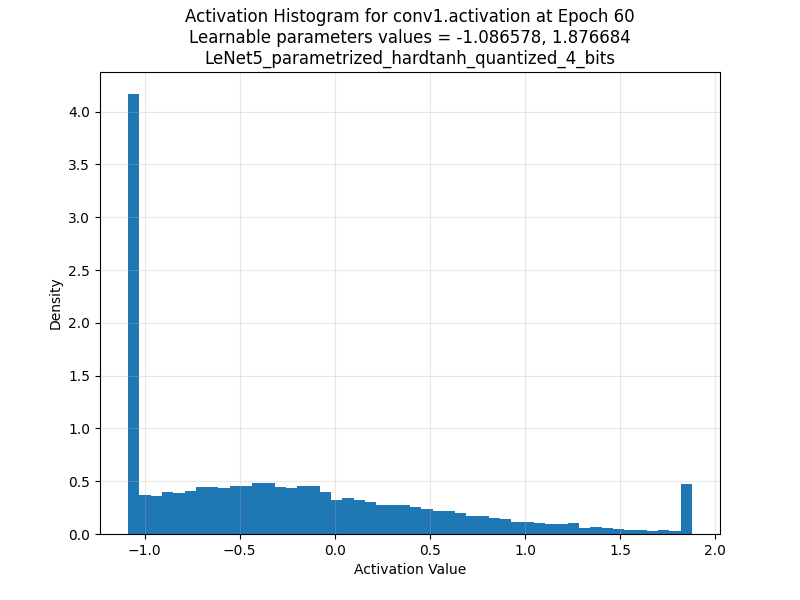 Activation Histogram for conv1.activation at Epoch 60
Learnable parameters values = -1.086578, 1.876684
LeNet5_parametrized_hardtanh_quantized_4_bits
4.0
3.5
3.0
2.5
2.0
1.5
1.0
0.5
0.0
Density
−1.0 −0.5 0.0 0.5 1.0 1.5 2.0
Activation Value